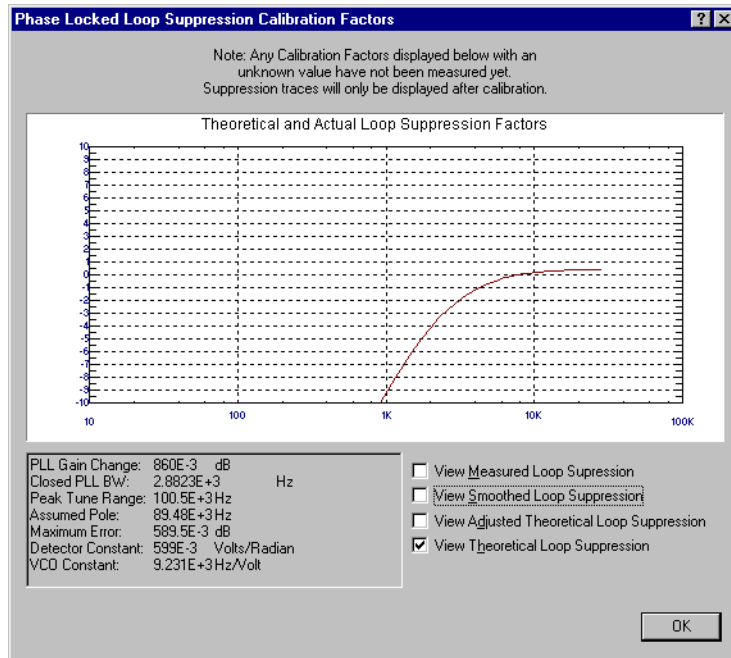 Phase Locked Loop Suppression Calibration Factors
Note: Any Calibration Factors displayed below with an
unknown value have not been measured yet.
Suppression traces will only be displayed after calibration.
Theoretical and Actual Loop Suppression Factors
10
9
8
7
6
5
4
3
2
1
0
-1
-2
-3
-4
-5
-6
-7
-8
-9
-10
10 100 1K 10K 100K
PLL Gain Change: 860E-3 dB
Closed PLL BW: 2.8823E+3 Hz
Peak Tune Range: 100.5E+3 Hz
Assumed Pole: 89.48E+3 Hz
Maximum Error: 589.5E-3 dB
Detector Constant: 599E-3 Volts/Radian
VCO Constant: 9.231E+3 Hz/Volt
View Measured Loop Supression
View Smoothed Loop Suppression
View Adjusted Theoretical Loop Suppression
View Theoretical Loop Suppression
OK